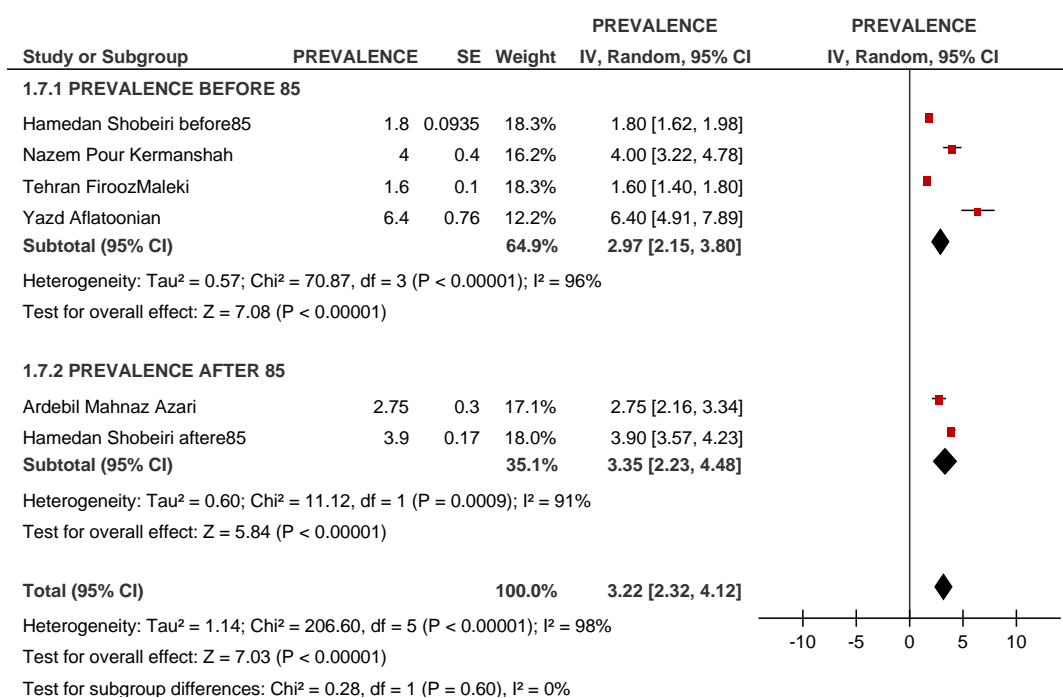 PREVALENCE PREVALENCE
Study or Subgroup PREVALENCE SE Weight IV, Random, 95% CI IV, Random, 95% CI
1.7.1 PREVALENCE BEFORE 85
Hamedan Shobeiri before85 1.8 0.0935 18.3% 1.80 [1.62, 1.98]
Nazem Pour Kermanshah 4 0.4 16.2% 4.00 [3.22, 4.78]
Tehran FiroozMaleki 1.6 0.1 18.3% 1.60 [1.40, 1.80]
Yazd Aflatoonian 6.4 0.76 12.2% 6.40 [4.91, 7.89]
Subtotal (95% CI) 64.9% 2.97 [2.15, 3.80]
Heterogeneity: Tau² = 0.57; Chi² = 70.87, df = 3 (P < 0.00001); I² = 96%
Test for overall effect: Z = 7.08 (P < 0.00001)
1.7.2 PREVALENCE AFTER 85
Ardebil Mahnaz Azari 2.75 0.3 17.1% 2.75 [2.16, 3.34]
Hamedan Shobeiri aftere85 3.9 0.17 18.0% 3.90 [3.57, 4.23]
Subtotal (95% CI) 35.1% 3.35 [2.23, 4.48]
Heterogeneity: Tau² = 0.60; Chi² = 11.12, df = 1 (P = 0.0009); I² = 91%
Test for overall effect: Z = 5.84 (P < 0.00001)
Total (95% CI) 100.0% 3.22 [2.32, 4.12]
Heterogeneity: Tau² = 1.14; Chi² = 206.60, df = 5 (P < 0.00001); I² = 98%
-10 -5 0 5 10
Test for overall effect: Z = 7.03 (P < 0.00001)
Test for subgroup differences: Chi² = 0.28, df = 1 (P = 0.60), I² = 0%